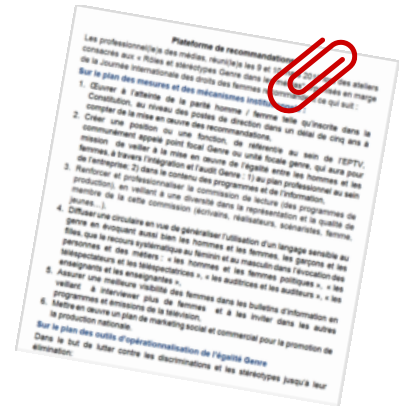 Plateforme de recommandations
Les professionnel(le)s des médias, réuni(e)s les 9 et 10 des ateliers
consacrés aux « Rôles et stéréotypes Genre dans les organisés en marge
de la Journée internationale des droits des femmes recommandent ce qui suit :
Sur le plan des mesures et des mécanismes institutionnels :
1. Œuvrer à l'atteinte de la parité homme / femme telle qu'inscrite dans la
Constitution, au niveau des postes de direction dans un délai de cinq ans à
compter de la mise en œuvre des recommandations.
2. Créer une position ou une fonction, de référente au sein de l'EPTV,
communément appelé point focal Genre ou unité focale genre, qui aura pour
mission de veiller à la mise en œuvre de l'égalité entre les hommes et les
femmes, à travers l'intégration et l'audit Genre : 1) au plan professionnel au sein
de l'entreprise; 2) dans le contenu des programmes et de l'information,
3. Renforcer et professionnaliser la commission de lecture (des programmes de
production), en veillant à une diversité dans la représentation et la qualité de
membre de la cette commission (écrivains, réalisateurs, scénaristes, femme,
jeunes…).
4. Diffuser une circulaire en vue de généraliser l'utilisation d'un langage sensible au
genre en évoquant aussi bien les hommes et les femmes, les garçons et les
filles, que le recours systématique au féminin et au masculin dans l'évocation des
personnes et des métiers : « les hommes et les femmes politiques », « les
téléspectateurs et les téléspectatrices », « les auditrices et les auditeurs », « les
enseignants et les enseignantes »,
5. Assurer une meilleure visibilité des femmes dans les bulletins d'information en
veillant à interviewer plus de femmes et à les inviter dans les autres
programmes et émissions de la télévision,
6. Mettre en œuvre un plan de marketing social et commercial pour la promotion de
la production nationale.
Sur le plan des outils d'opérationnalisation de l'égalité Genre
Dans le but de lutter contre les discriminations et les stéréotypes jusqu'à leur
élimination: